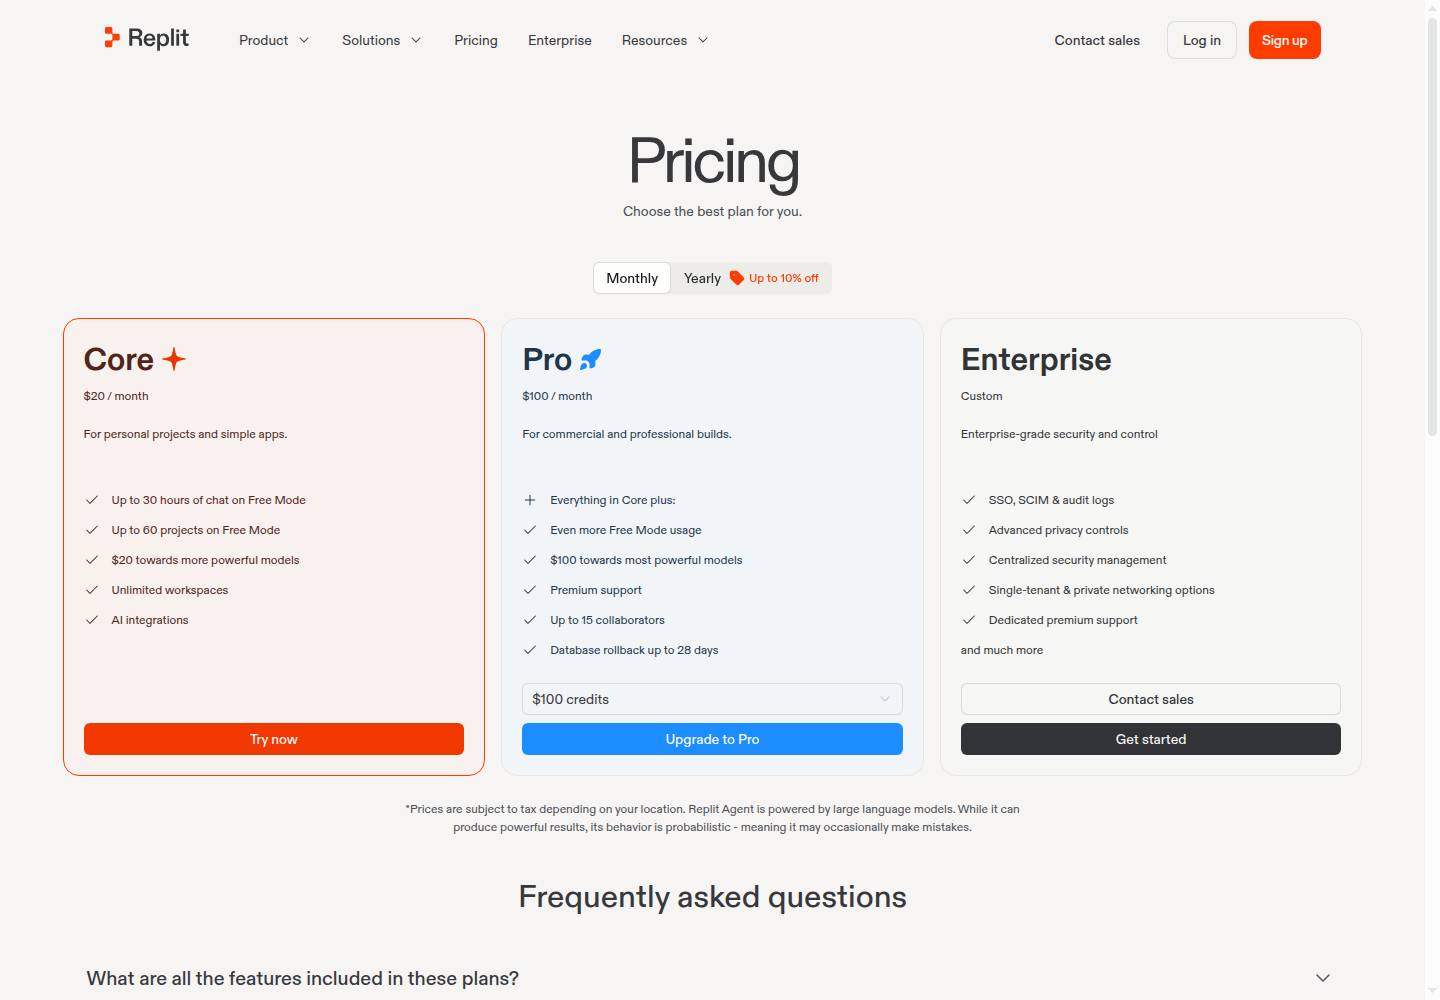 Replit
Product
Solutions
Pricing
Enterprise
Resources
Contact sales
Log in
Sign up
Pricing
Choose the best plan for you.
Monthly
Yearly
Up to 10% off
Core
$20 / month
For personal projects and simple apps.
Up to 30 hours of chat on Free Mode
Up to 60 projects on Free Mode
$20 towards more powerful models
Unlimited workspaces
AI integrations
Try now
Pro
$100 / month
For commercial and professional builds.
Everything in Core plus:
Even more Free Mode usage
$100 towards most powerful models
Premium support
Up to 15 collaborators
Database rollback up to 28 days
$100 credits
Upgrade to Pro
Enterprise
Custom
Enterprise-grade security and control
SSO, SCIM & audit logs
Advanced privacy controls
Centralized security management
Single-tenant & private networking options
Dedicated premium support
and much more
Contact sales
Get started
*Prices are subject to tax depending on your location. Replit Agent is powered by large language models. While it can
produce powerful results, its behavior is probabilistic - meaning it may occasionally make mistakes.
Frequently asked questions
What are all the features included in these plans?